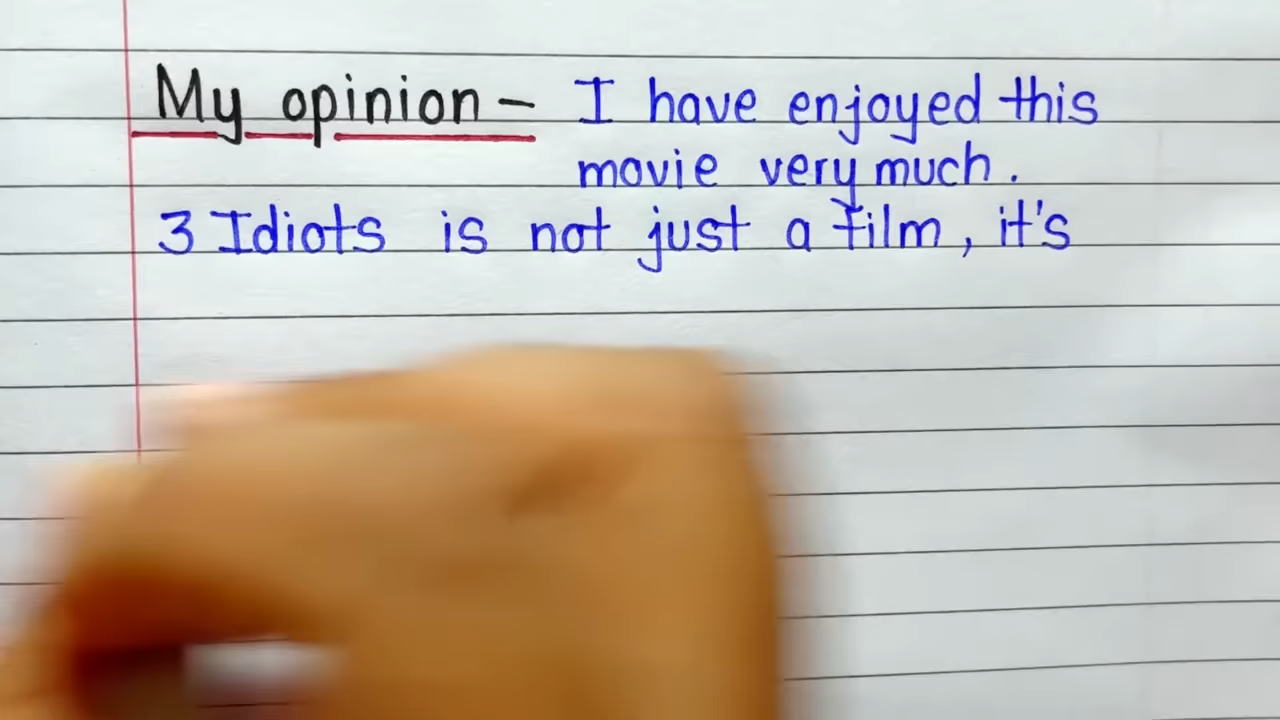 My opinion - I have enjoyed this
movie very much.
3 Idiots is not just a film, it's